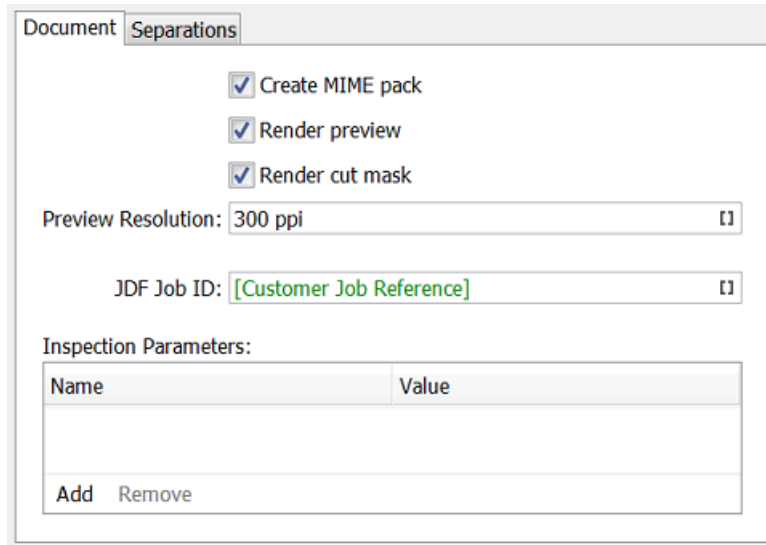 Document Separations
Create MIME pack
Render preview
Render cut mask
Preview Resolution: 300 ppi
JDF Job ID: [Customer Job Reference]
Inspection Parameters:
Name Value
Add Remove